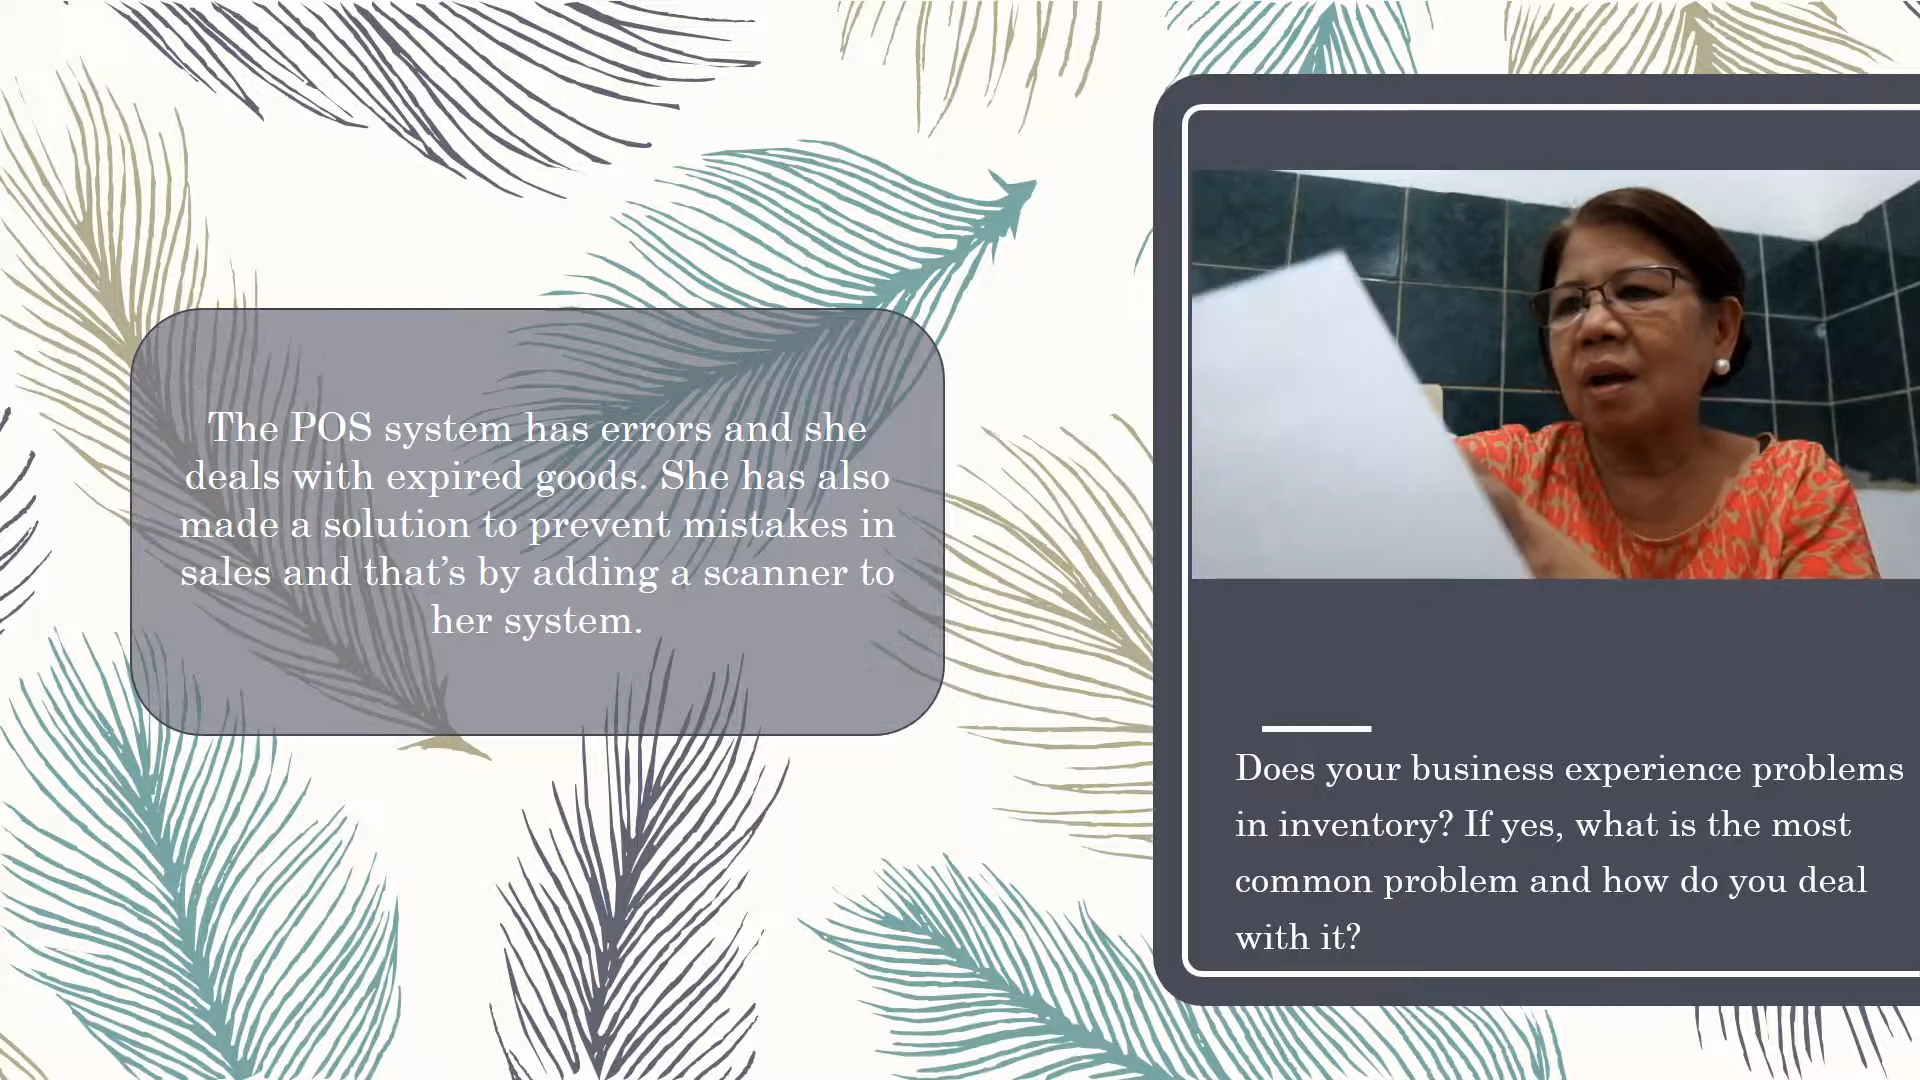 The POS system has errors and she
deals with expired goods. She has also
made a solution to prevent mistakes in
sales and that’s by adding a scanner to
her system.
Does your business experience problems
in inventory? If yes, what is the most
common problem and how do you deal
with it?